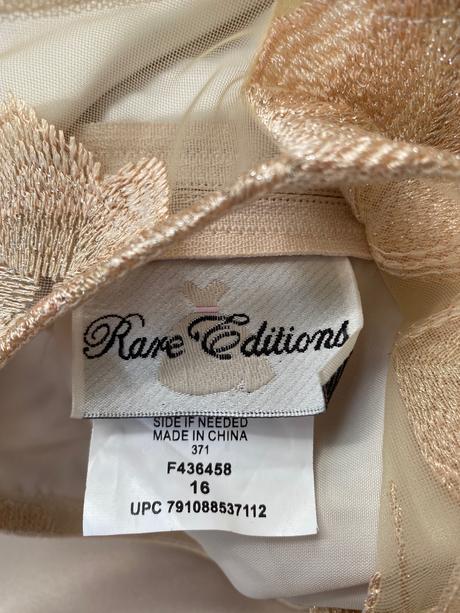 Rare Editions
SIDE IF NEEDED
MADE IN CHINA
371
F436458
16
UPC 791088537112